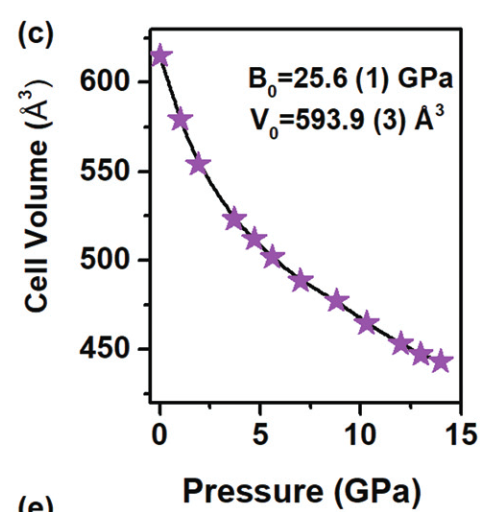 (c)
B₀=25.6 (1) GPa
V₀=593.9 (3) Å³
Cell Volume (Å³)
600
550
500
450
0 5 10 15
Pressure (GPa)
(e)